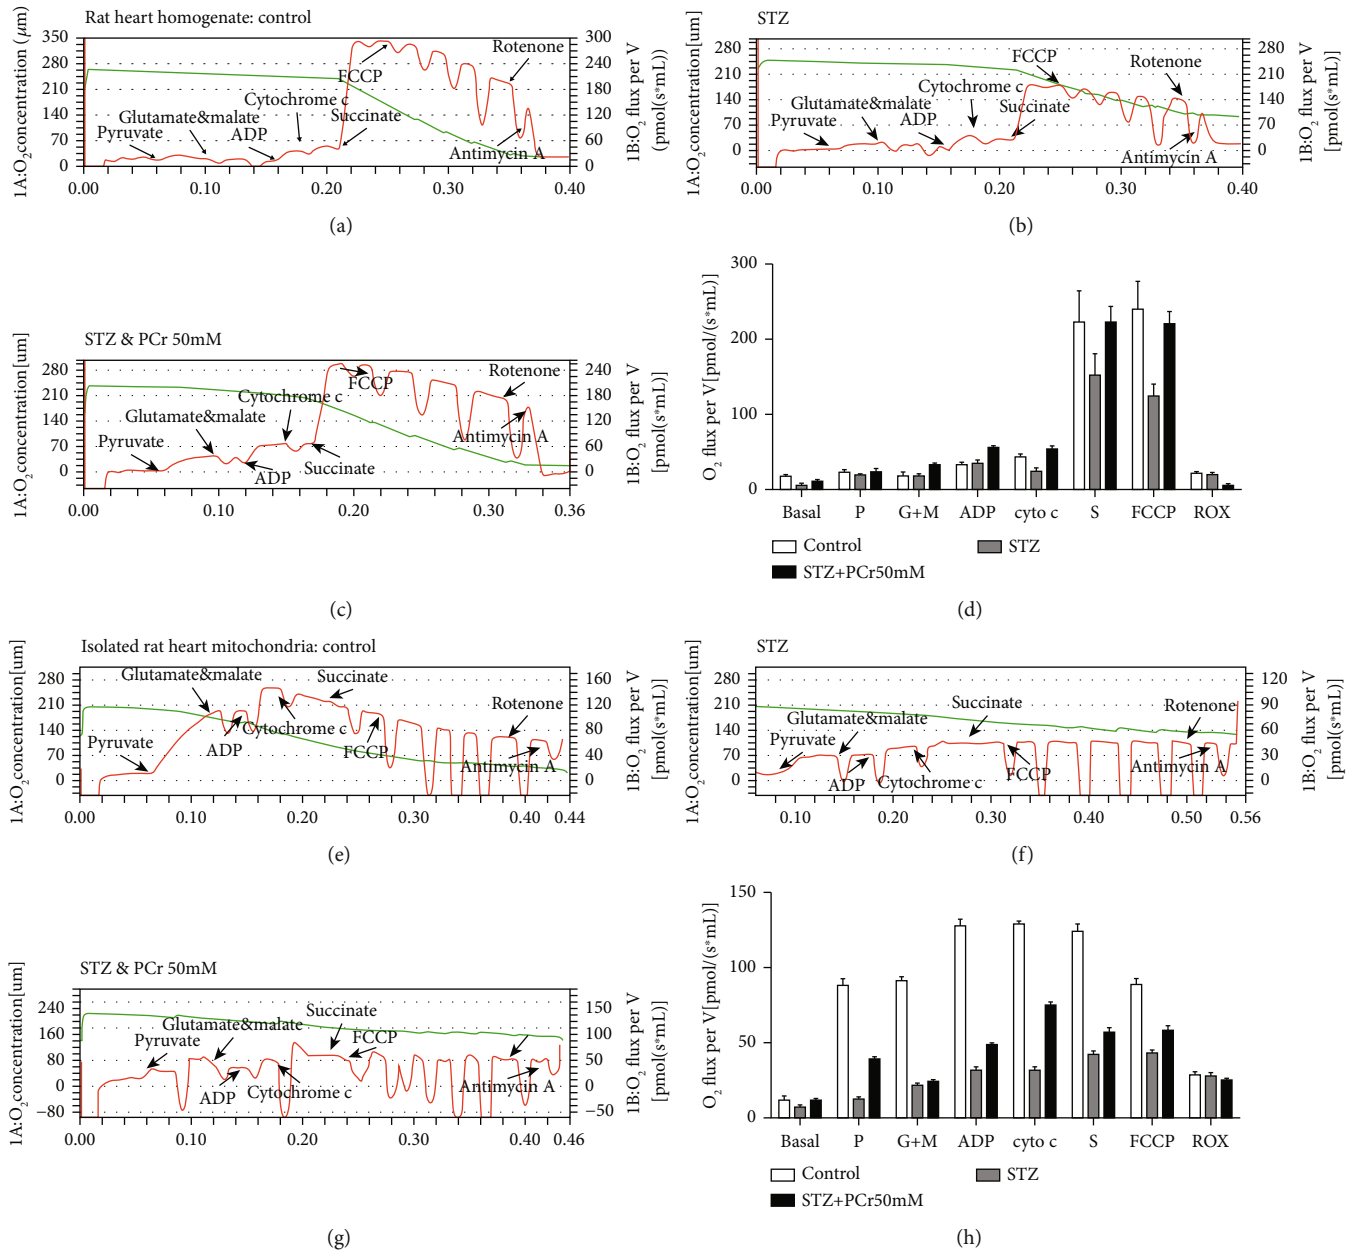 Rat heart homogenate: control
1A:O2concentration (μm)
350
280
210
140
70
0
300
240
180
120
60
0
1B:O2 flux per V
(pmol(s*mL)
Pyruvate
Glutamate&malate
ADP
Cytochrome c
FCCP
Succinate
Rotenone
Antimycin A
0.00 0.10 0.20 0.30 0.40
(a)
STZ
1A:O2concentration[um]
280
210
140
70
0
280
210
140
70
0
1B:O2 flux per V
[pmol(s*mL)]
Pyruvate
Glutamate&malate
ADP
Cytochrome c
FCCP
Succinate
Rotenone
Antimycin A
0.00 0.10 0.20 0.30 0.40
(b)
STZ & PCr 50mM
1A:O2concentration[um]
280
210
140
70
0
240
180
120
60
0
1B:O2 flux per V
[pmol(s*mL)]
Pyruvate
Glutamate&malate
Cytochrome c
ADP
Succinate
FCCP
Rotenone
Antimycin A
0.00 0.10 0.20 0.30 0.36
(c)
O2 flux per V[pmol/(s*mL)]
300
200
100
0
Basal P G+M ADP cyto c S FCCP ROX
Control STZ
STZ+PCr50mM
(d)
Isolated rat heart mitochondria: control
1A:O2concentration[um]
280
210
140
70
0
160
120
80
40
0
1B:O2 flux per V
[pmol(s*mL)]
Pyruvate
Glutamate&malate
ADP
Cytochrome c
Succinate
FCCP
Rotenone
Antimycin A
0.00 0.10 0.20 0.30 0.40 0.44
(e)
STZ
1A:O2concentration[um]
280
210
140
70
0
120
90
60
30
0
1B:O2 flux per V
[pmol(s*mL)]
Pyruvate
Glutamate&malate
ADP
Cytochrome c
Succinate
FCCP
Rotenone
Antimycin A
0.10 0.20 0.30 0.40 0.50 0.56
(f)
STZ & PCr 50mM
1A:O2concentration[um]
240
160
80
0
−80
150
100
50
0
−50
1B:O2 flux per V
[pmol(s*mL)]
Pyruvate
Glutamate&malate
ADP
Cytochrome c
Succinate
FCCP
Antimycin A
0.00 0.10 0.20 0.30 0.40 0.46
(g)
O2 flux per V[pmol/(s*mL)]
150
100
50
0
Basal P G+M ADP cyto c S FCCP ROX
Control STZ
STZ+PCr50mM
(h)